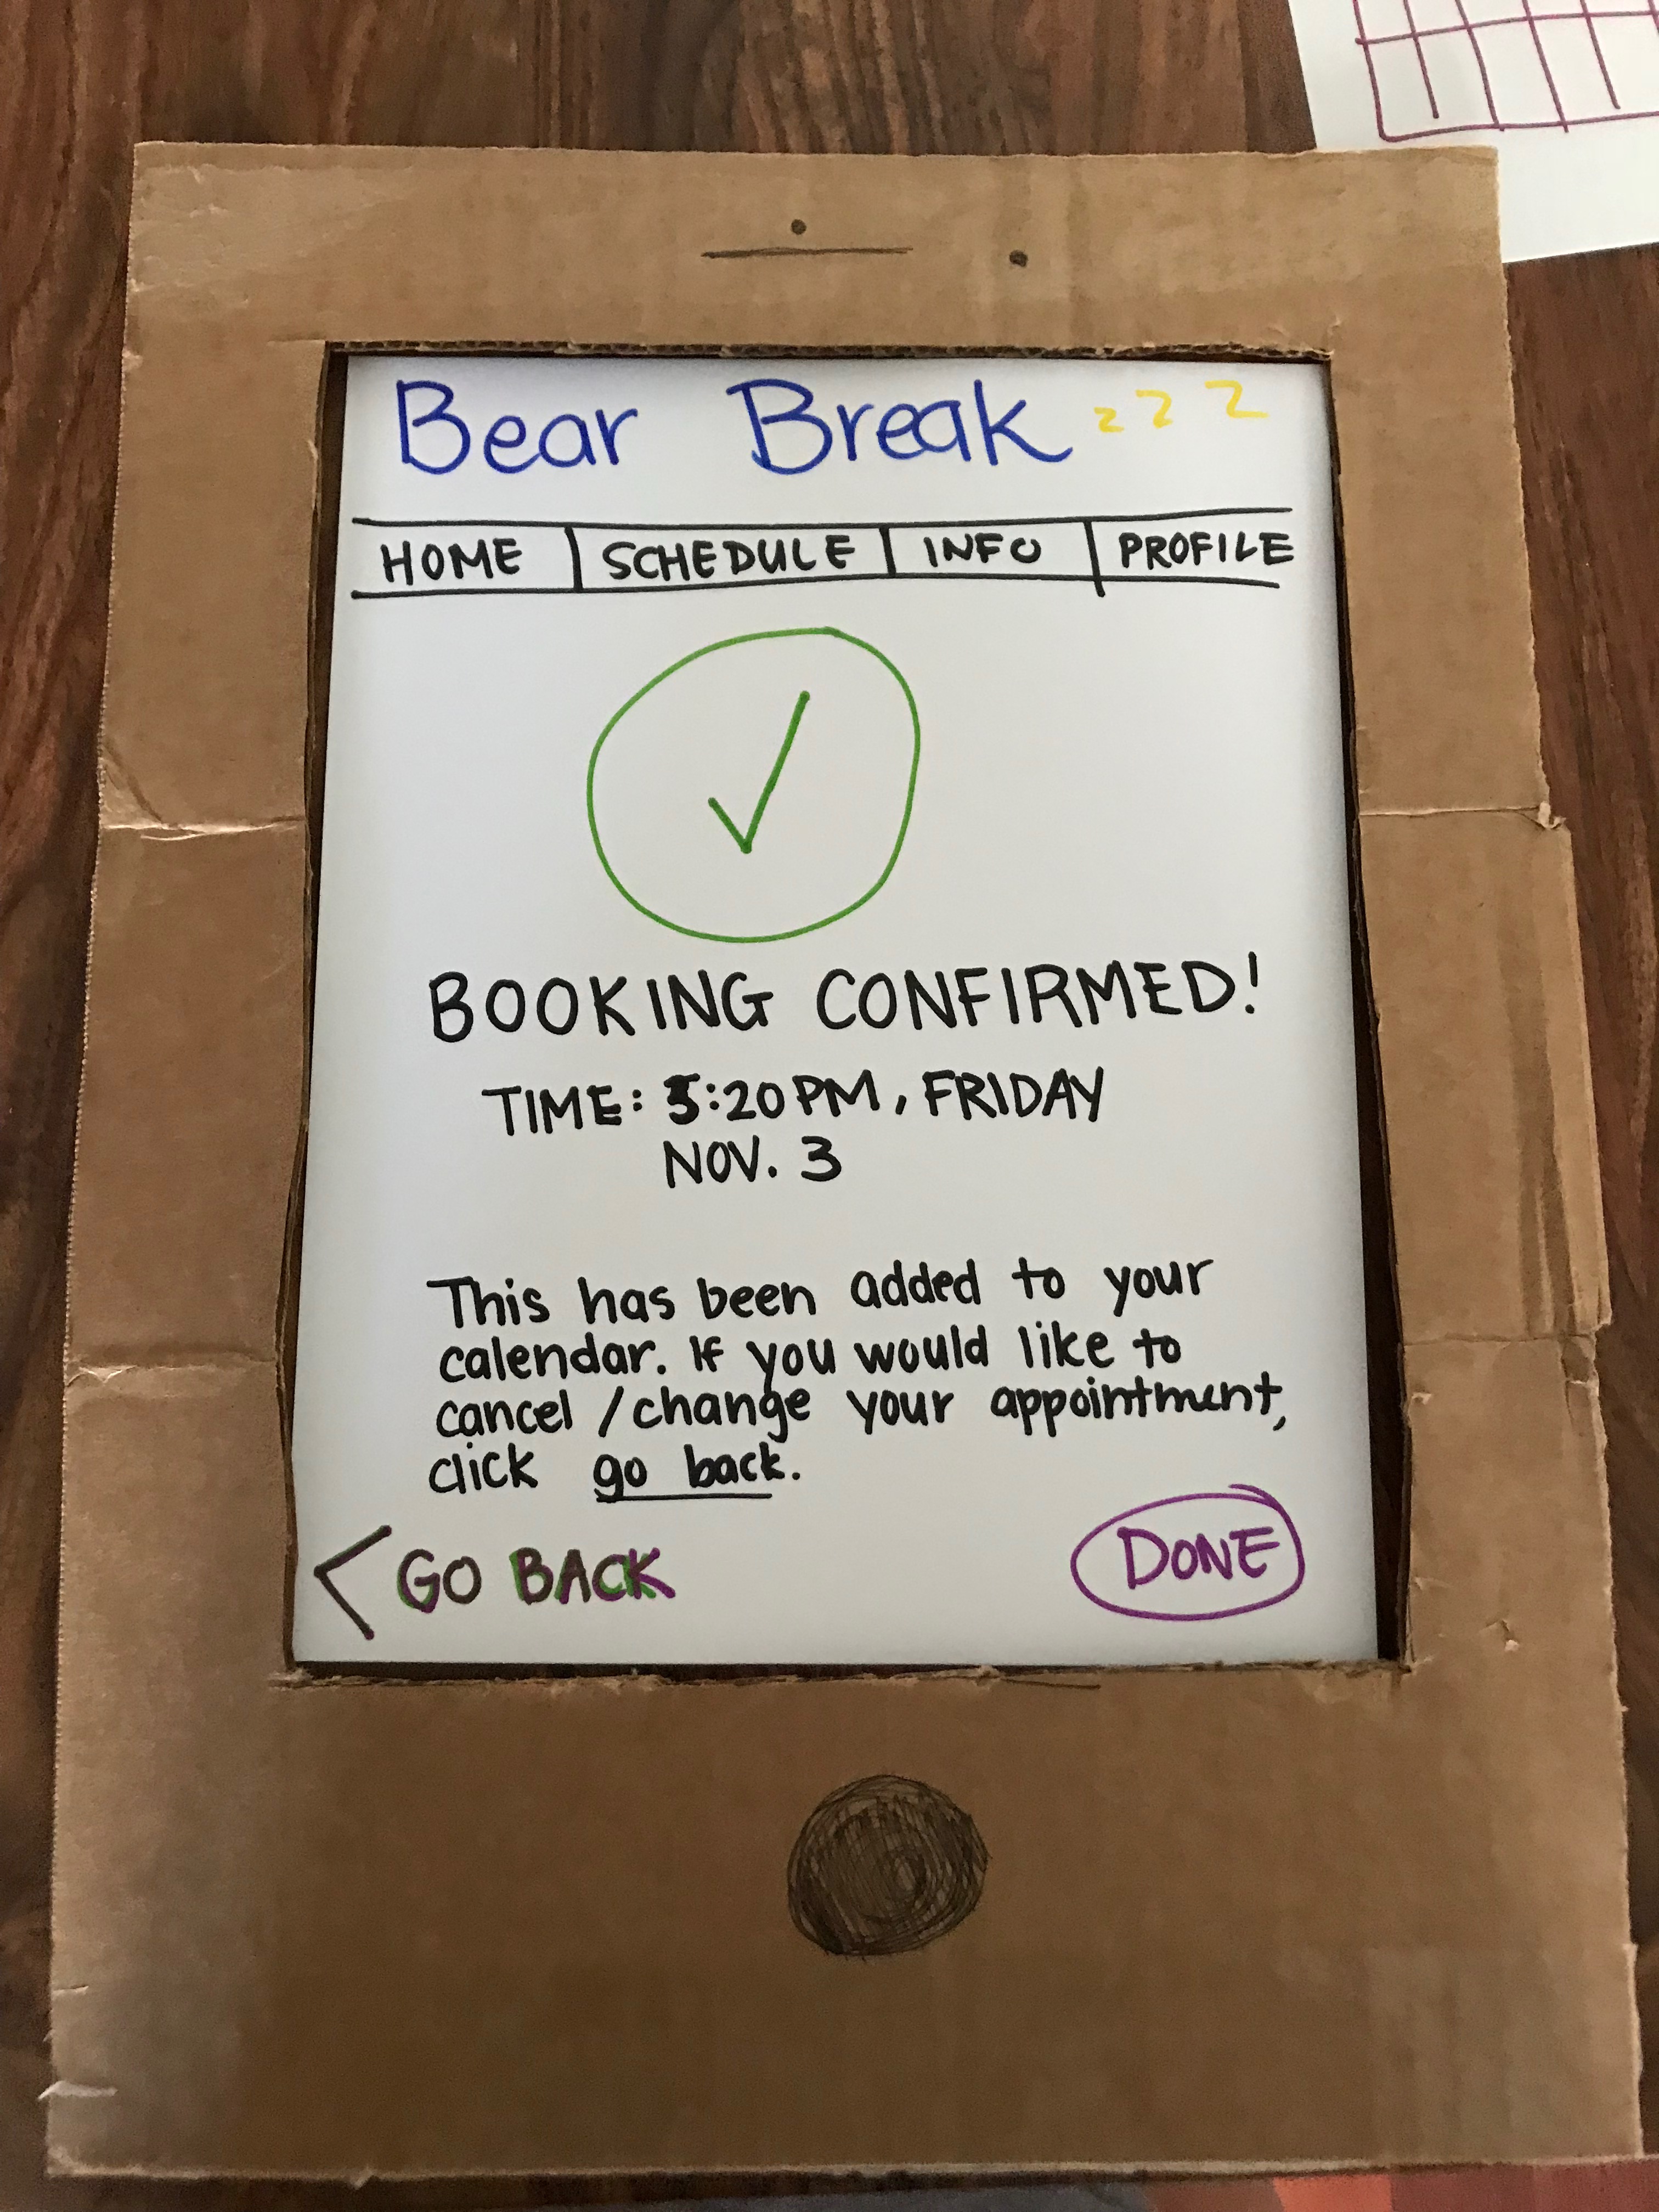 Bear Break z z z
HOME | SCHEDULE | INFO | PROFILE
BOOKING CONFIRMED!
TIME: 5:20 PM, FRIDAY
NOV. 3
This has been added to your
calendar. If you would like to
cancel / change your appointment,
click go back.
< GO BACK
DONE